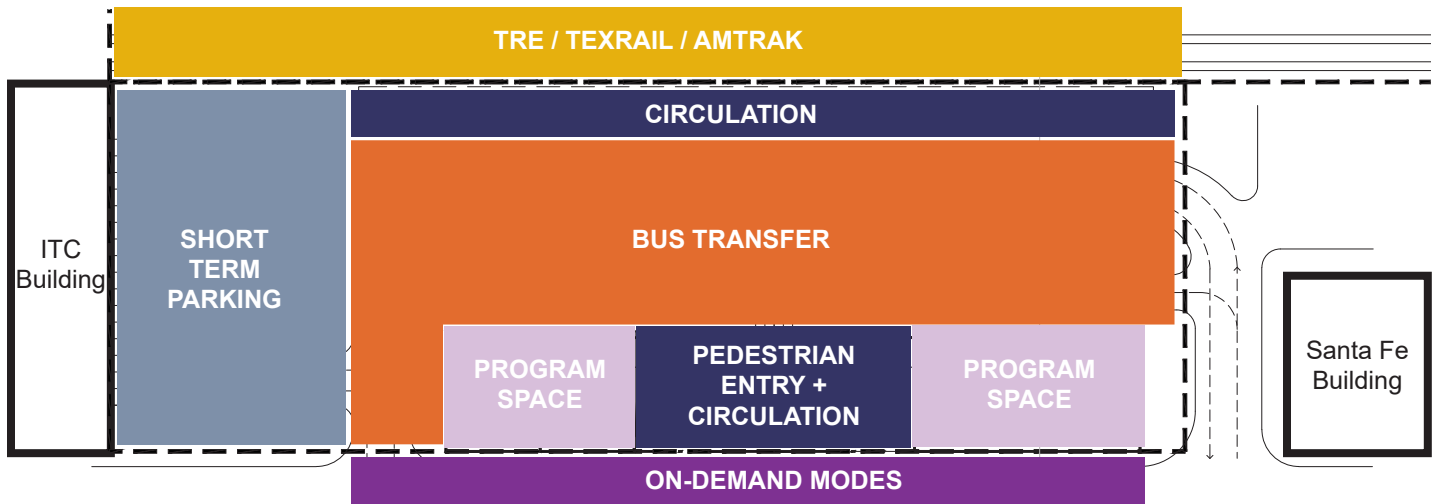 TRE / TEXRAIL / AMTRAK
CIRCULATION
ITC
Building
SHORT
TERM
PARKING
BUS TRANSFER
PROGRAM
SPACE
PEDESTRIAN
ENTRY +
CIRCULATION
PROGRAM
SPACE
Santa Fe
Building
ON-DEMAND MODES